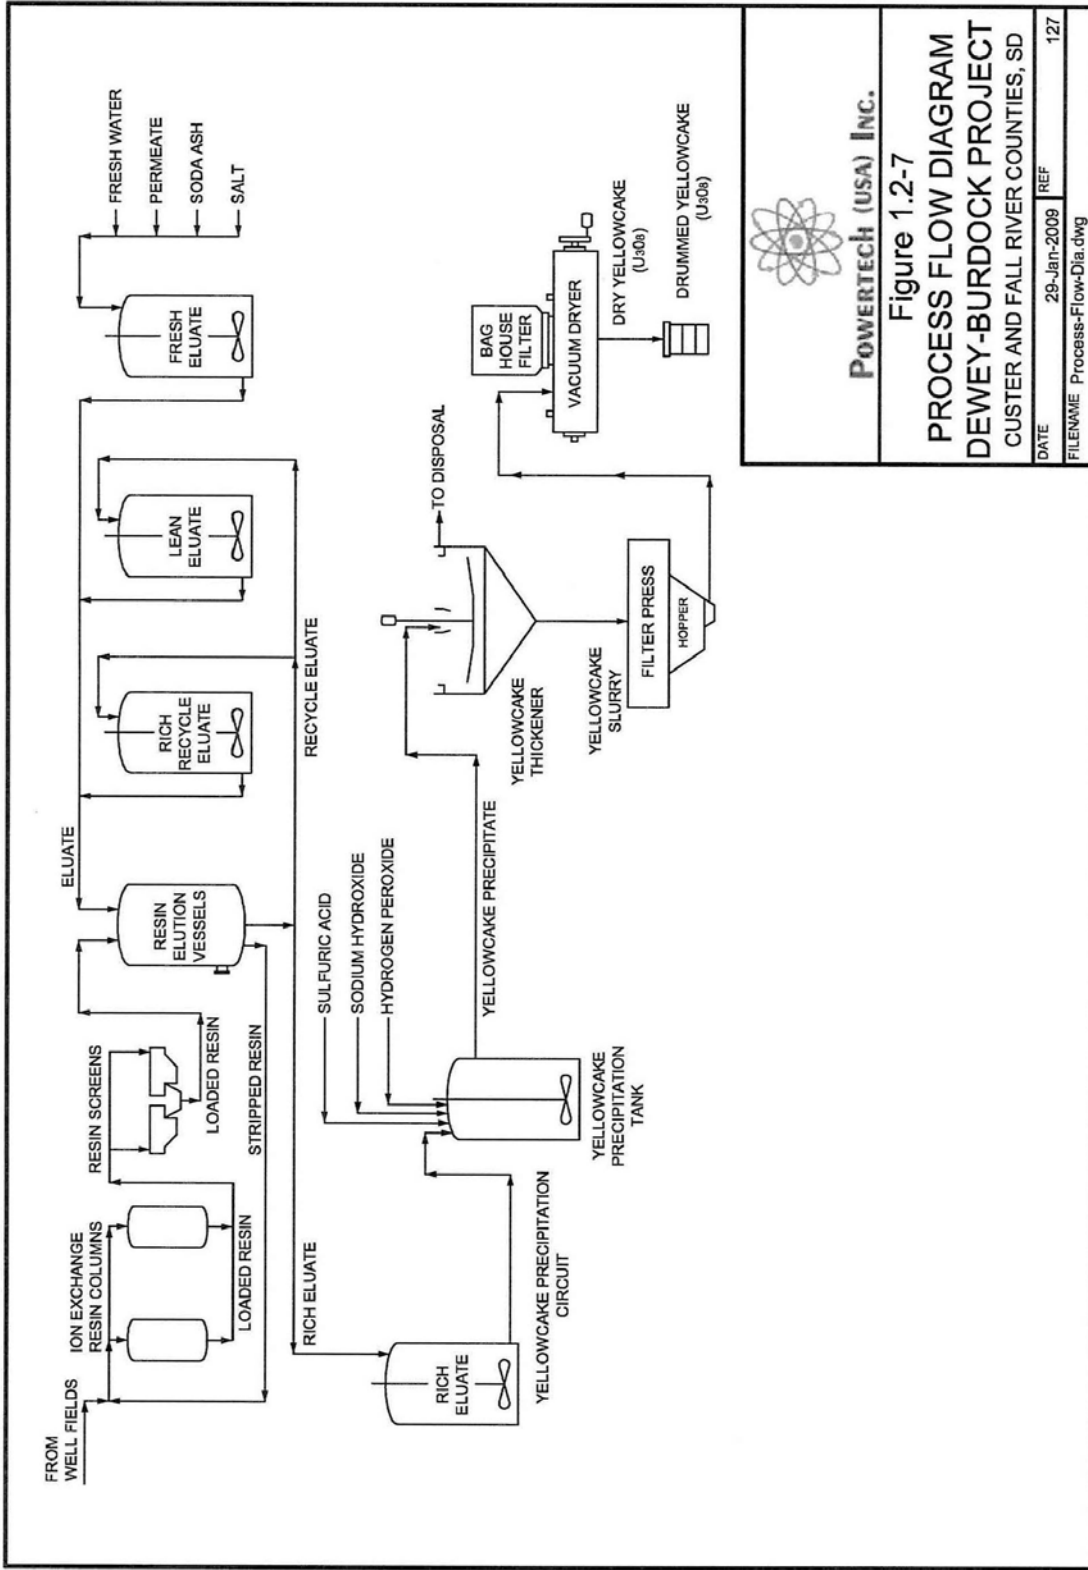 FROM
WELL FIELDS
ION EXCHANGE
RESIN COLUMNS
RESIN SCREENS
LOADED RESIN
LOADED RESIN
STRIPPED RESIN
ELUATE
RESIN
ELUTION
VESSELS
RICH
RECYCLE
ELUATE
LEAN
ELUATE
FRESH
ELUATE
FRESH WATER
PERMEATE
SODA ASH
SALT
RICH ELUATE
RECYCLE ELUATE
RICH
ELUATE
YELLOWCAKE PRECIPITATION
CIRCUIT
SULFURIC ACID
SODIUM HYDROXIDE
HYDROGEN PEROXIDE
YELLOWCAKE
PRECIPITATION
TANK
YELLOWCAKE PRECIPITATE
YELLOWCAKE
THICKENER
TO DISPOSAL
YELLOWCAKE
SLURRY
FILTER PRESS
HOPPER
BAG
HOUSE
FILTER
VACUUM DRYER
DRY YELLOWCAKE
(U3O8)
DRUMMED YELLOWCAKE
(U3O8)
POWERTECH (USA) INC.
Figure 1.2-7
PROCESS FLOW DIAGRAM
DEWEY-BURDOCK PROJECT
CUSTER AND FALL RIVER COUNTIES, SD
DATE 29-Jan-2009 REF 127
FILENAME Process-Flow-Dia.dwg